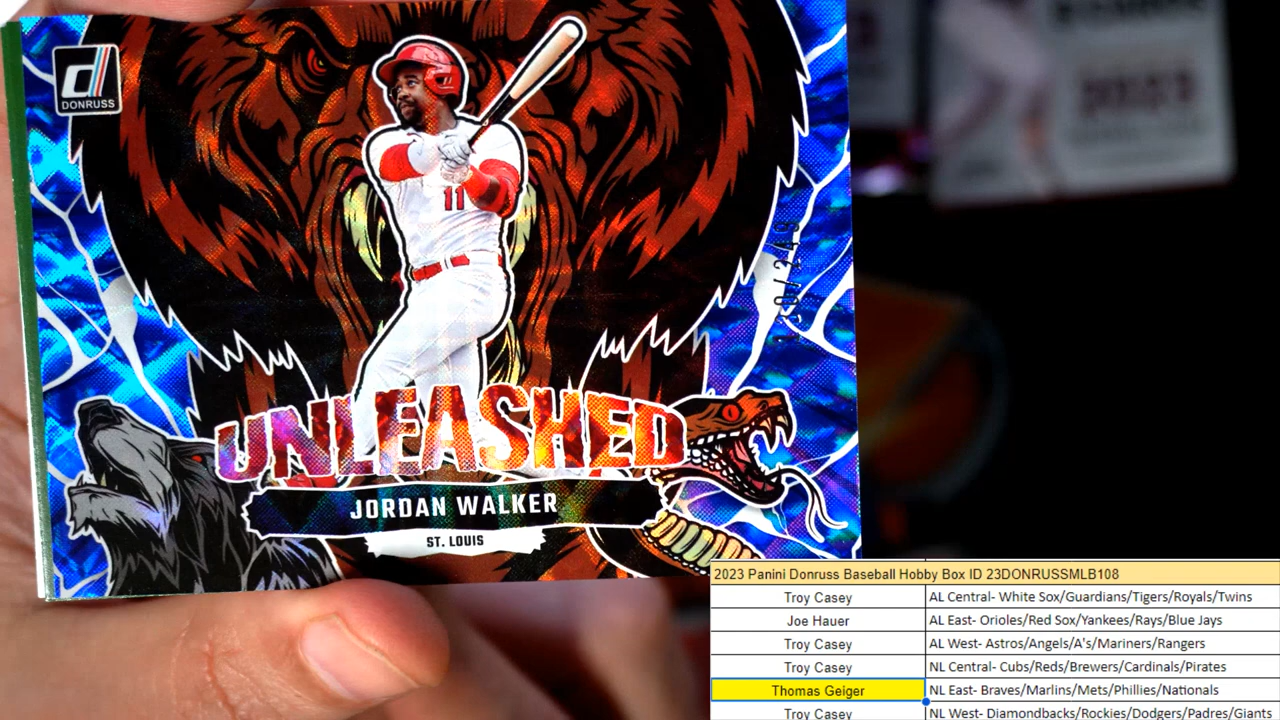 DONRUSS
11
UNLEASHED
JORDAN WALKER
ST. LOUIS
2023 Panini Donruss Baseball Hobby Box ID 23DONRUSSMLB108
Troy Casey AL Central- White Sox/Guardians/Tigers/Royals/Twins
Joe Hauer AL East- Orioles/Red Sox/Yankees/Rays/Blue Jays
Troy Casey AL West- Astros/Angels/A's/Mariners/Rangers
Troy Casey NL Central- Cubs/Reds/Brewers/Cardinals/Pirates
Thomas Geiger NL East- Braves/Marlins/Mets/Phillies/Nationals
Troy Casey NL West- Diamondbacks/Rockies/Dodgers/Padres/Giants